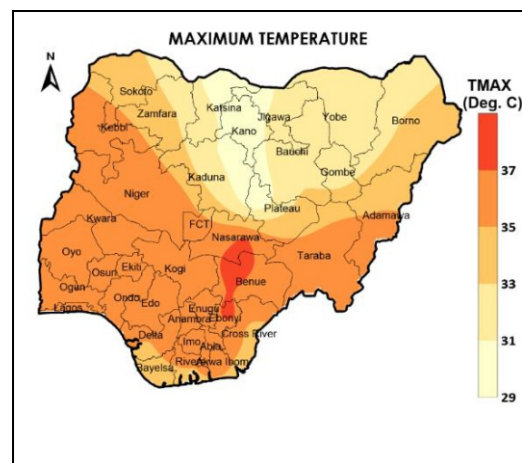 MAXIMUM TEMPERATURE
N
TMAX
(Deg. C)
37
35
33
31
29
Sokoto
Katsina
Zamfara
Jigawa
Yobe
Borno
Kebbi
Kano
Bauchi
Kaduna
Gombe
Niger
Plateau
Adamawa
Kwara
FCT
Nasarawa
Taraba
Oyo
Ekiti
Kogi
Osun
Benue
Ogun
Ondo
Edo
Enugu
Lagos
Anambra
Ebonyi
Delta
Cross River
Imo
Abia
Bayelsa
Rivers
Akwa Ibom